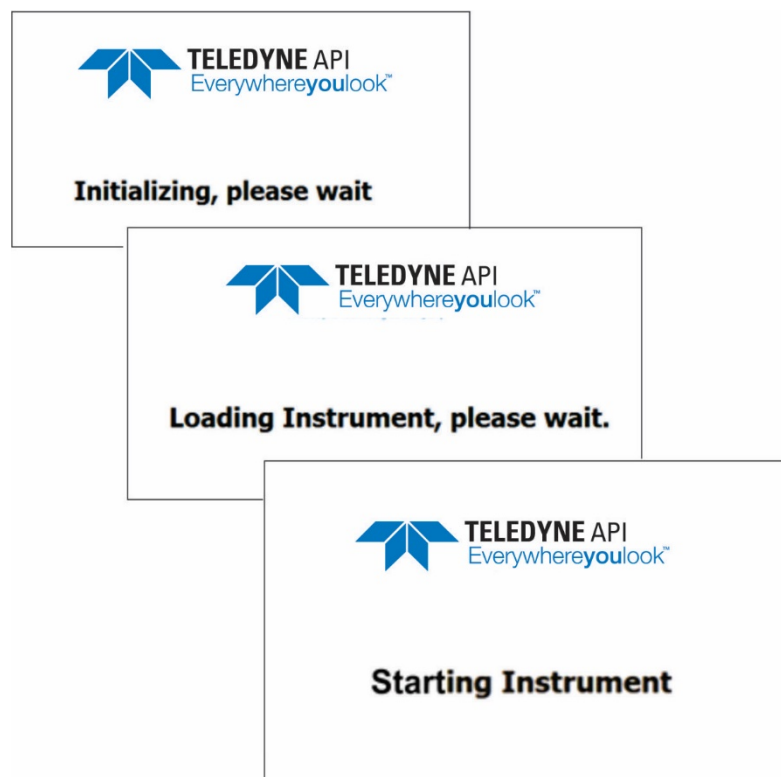 TELEDYNE API
Everywhereyoulook™
Initializing, please wait
TELEDYNE API
Everywhereyoulook™
Loading Instrument, please wait.
TELEDYNE API
Everywhereyoulook™
Starting Instrument